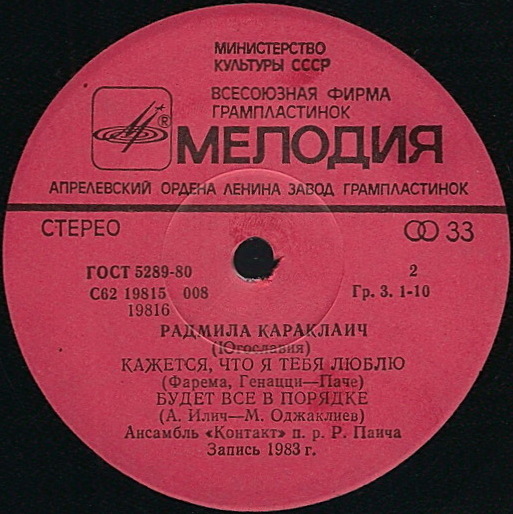 МИНИСТЕРСТВО
КУЛЬТУРЫ СССР
ВСЕСОЮЗНАЯ ФИРМА
ГРАМПЛАСТИНОК
®
МЕЛОДИЯ
АПРЕЛЕВСКИЙ ОРДЕНА ЛЕНИНА ЗАВОД ГРАМПЛАСТИНОК
СТЕРЕО 33
ГОСТ 5289-80 2
С62 19815 008 Гр. 3. 1-10
19816
РАДМИЛА КАРАКЛАИЧ
(Югославия)
КАЖЕТСЯ, ЧТО Я ТЕБЯ ЛЮБЛЮ
(Фарема, Генацци—Паче)
БУДЕТ ВСЕ В ПОРЯДКЕ
(А. Илич—М. Оджаклиев)
Ансамбль «Контакт» п. р. Р. Паича
Запись 1983 г.